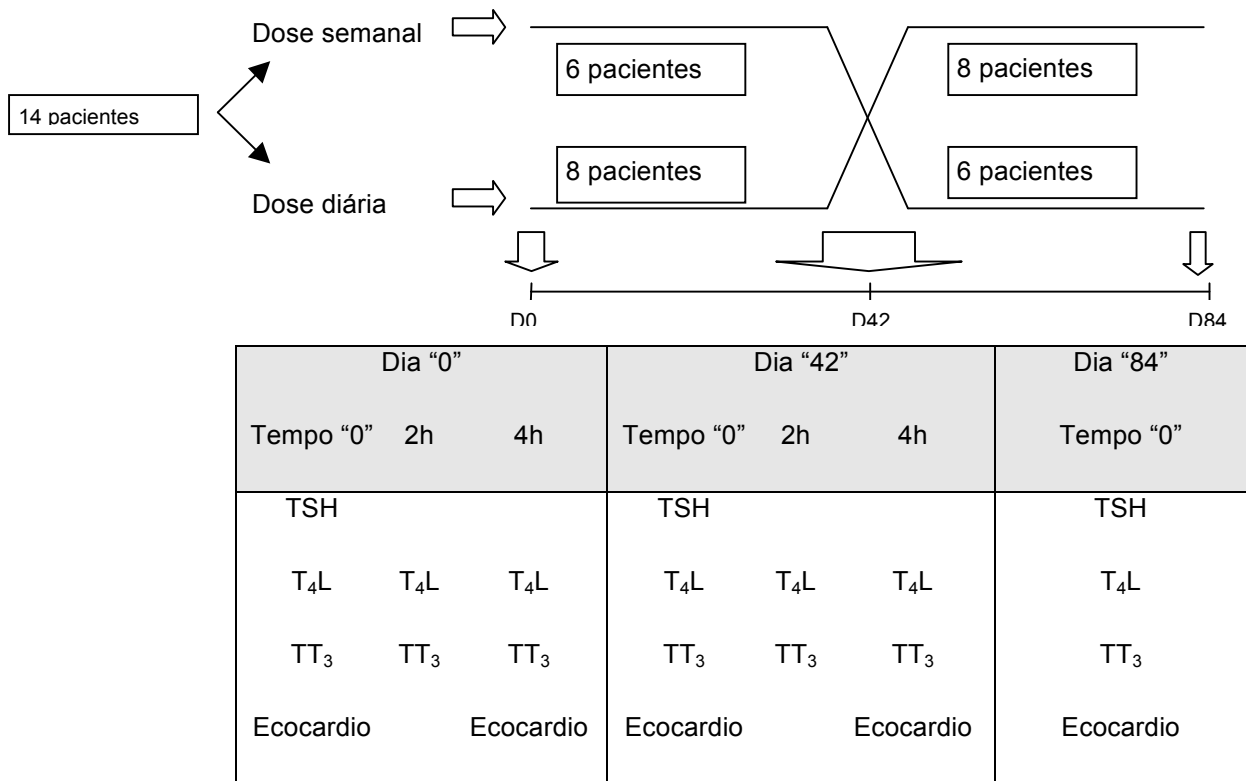 Dose semanal
6 pacientes
8 pacientes
14 pacientes
8 pacientes
6 pacientes
Dose diária
D0 D42 D84
Dia “0” Dia “42” Dia “84”
Tempo “0” 2h 4h Tempo “0” 2h 4h Tempo “0”
TSH TSH TSH
T₄L T₄L T₄L T₄L T₄L T₄L T₄L
TT₃ TT₃ TT₃ TT₃ TT₃ TT₃ TT₃
Ecocardio Ecocardio Ecocardio Ecocardio Ecocardio